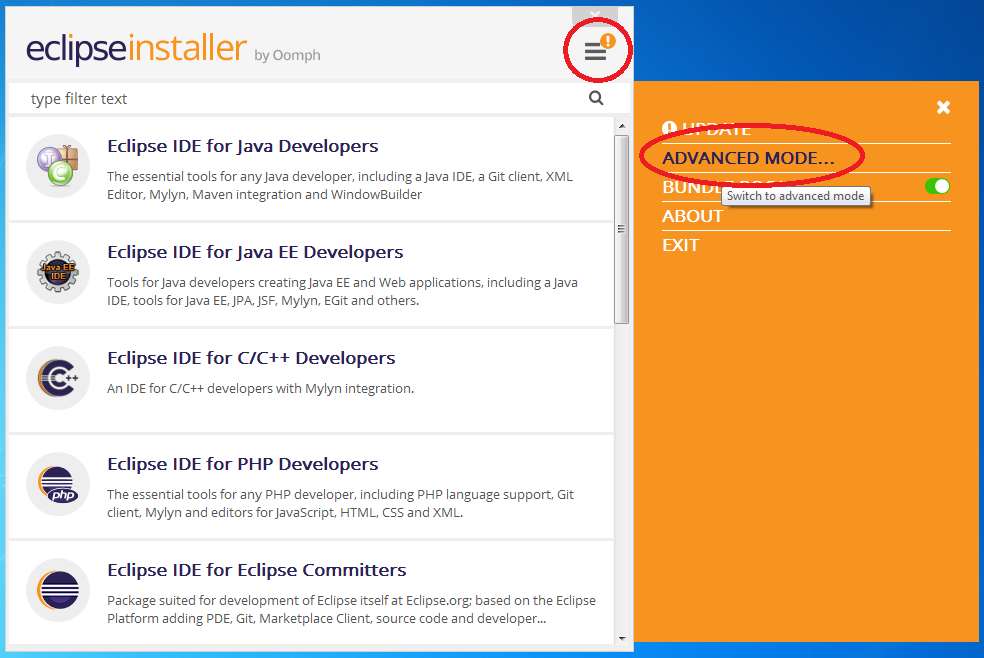 eclipseinstaller by Oomph
!
type filter text
Eclipse IDE for Java Developers
The essential tools for any Java developer, including a Java IDE, a Git client, XML
Editor, Mylyn, Maven integration and WindowBuilder
Java EE
IDE
Eclipse IDE for Java EE Developers
Tools for Java developers creating Java EE and Web applications, including a Java
IDE, tools for Java EE, JPA, JSF, Mylyn, EGit and others.
C++
Eclipse IDE for C/C++ Developers
An IDE for C/C++ developers with Mylyn integration.
php
Eclipse IDE for PHP Developers
The essential tools for any PHP developer, including PHP language support, Git
client, Mylyn and editors for JavaScript, HTML, CSS and XML.
Eclipse IDE for Eclipse Committers
Package suited for development of Eclipse itself at Eclipse.org; based on the Eclipse
Platform adding PDE, Git, Marketplace Client, source code and developer...
UPDATE
ADVANCED MODE...
Switch to advanced mode
ABOUT
EXIT